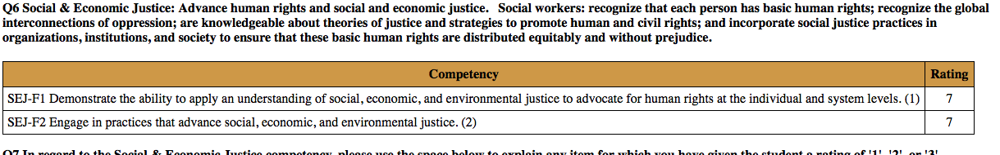 Q6 Social & Economic Justice: Advance human rights and social and economic justice.   Social workers: recognize that each person has basic human rights; recognize the global
interconnections of oppression; are knowledgeable about theories of justice and strategies to promote human and civil rights; and incorporate social justice practices in
organizations, institutions, and society to ensure that these basic human rights are distributed equitably and without prejudice.
Competency Rating
SEJ-F1 Demonstrate the ability to apply an understanding of social, economic, and environmental justice to advocate for human rights at the individual and system levels. (1) 7
SEJ-F2 Engage in practices that advance social, economic, and environmental justice. (2) 7
Q7 In regard to the Social & Economic Justice competency, please use the space below to explain any item for which you have given the student a rating of '1', '2', or '3'